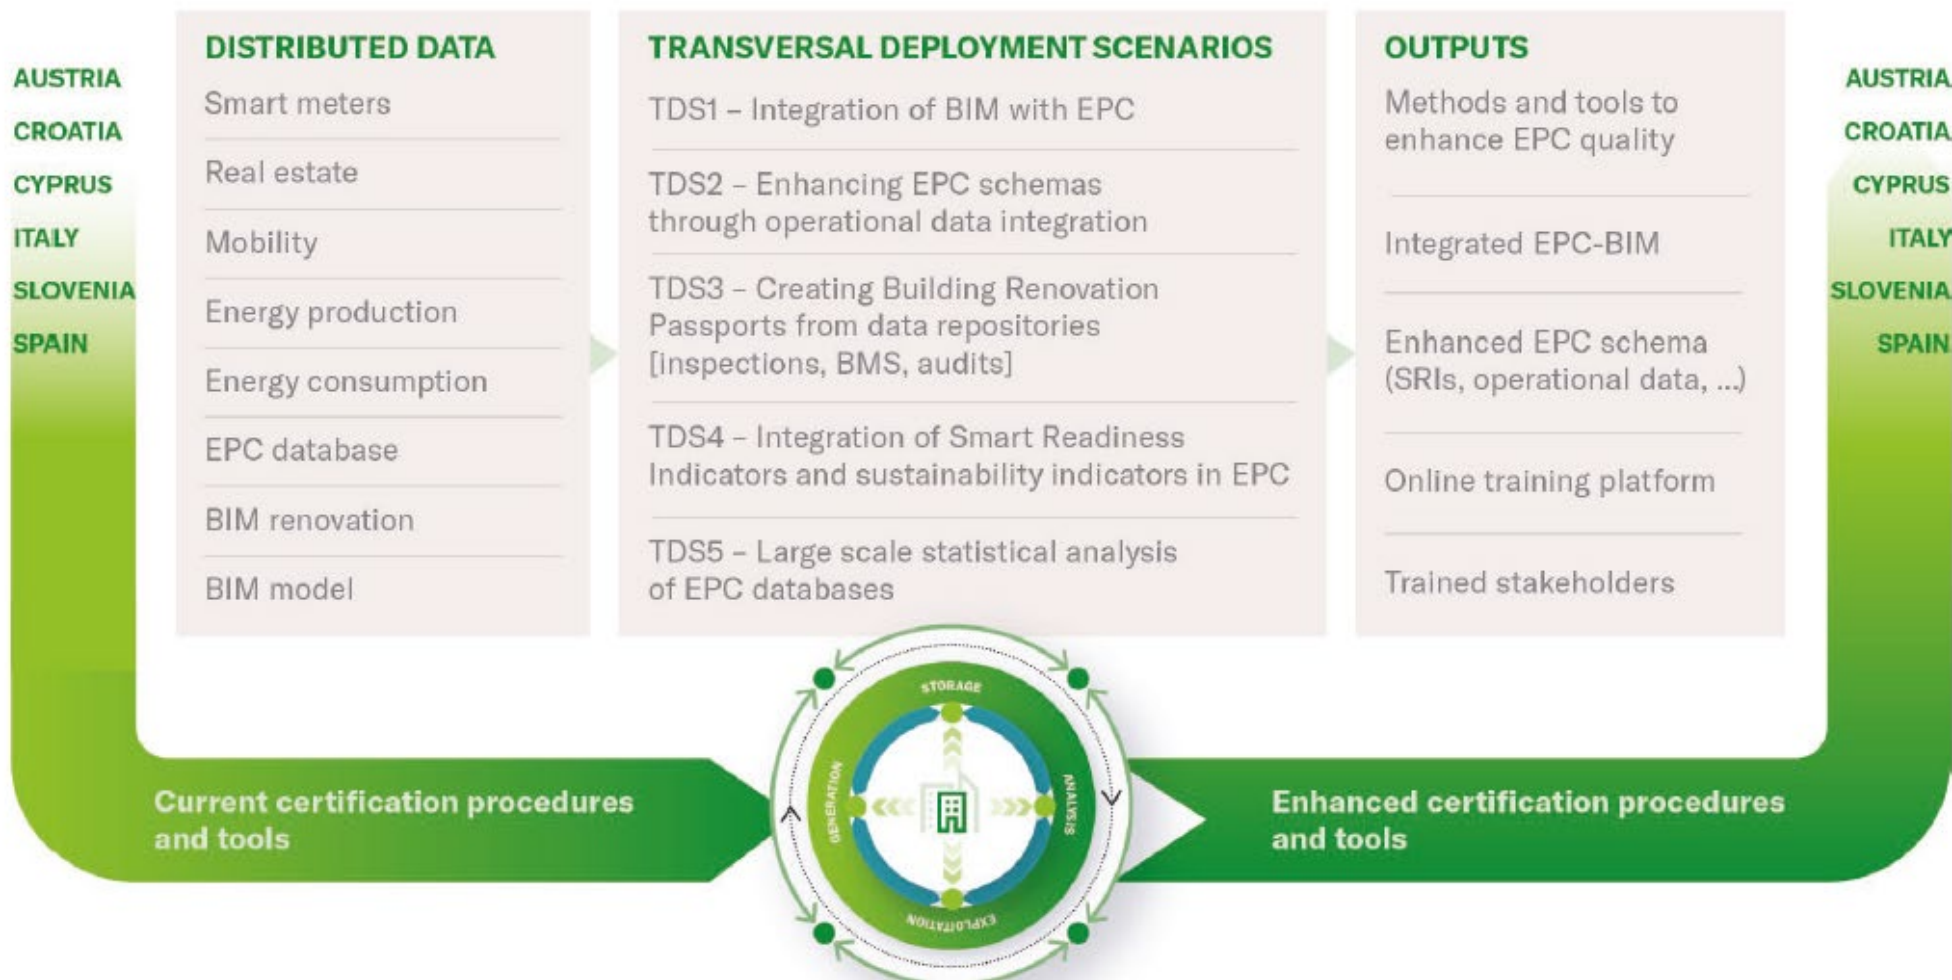 AUSTRIA
CROATIA
CYPRUS
ITALY
SLOVENIA
SPAIN
DISTRIBUTED DATA
Smart meters
Real estate
Mobility
Energy production
Energy consumption
EPC database
BIM renovation
BIM model
TRANSVERSAL DEPLOYMENT SCENARIOS
TDS1 – Integration of BIM with EPC
TDS2 – Enhancing EPC schemas
through operational data integration
TDS3 – Creating Building Renovation
Passports from data repositories
[inspections, BMS, audits]
TDS4 – Integration of Smart Readiness
Indicators and sustainability indicators in EPC
TDS5 – Large scale statistical analysis
of EPC databases
OUTPUTS
Methods and tools to
enhance EPC quality
Integrated EPC-BIM
Enhanced EPC schema
(SRIs, operational data, ...)
Online training platform
Trained stakeholders
AUSTRIA
CROATIA
CYPRUS
ITALY
SLOVENIA
SPAIN
Current certification procedures
and tools
STORAGE
GENERATION
ANALYSIS
EXPLOITATION
Enhanced certification procedures
and tools